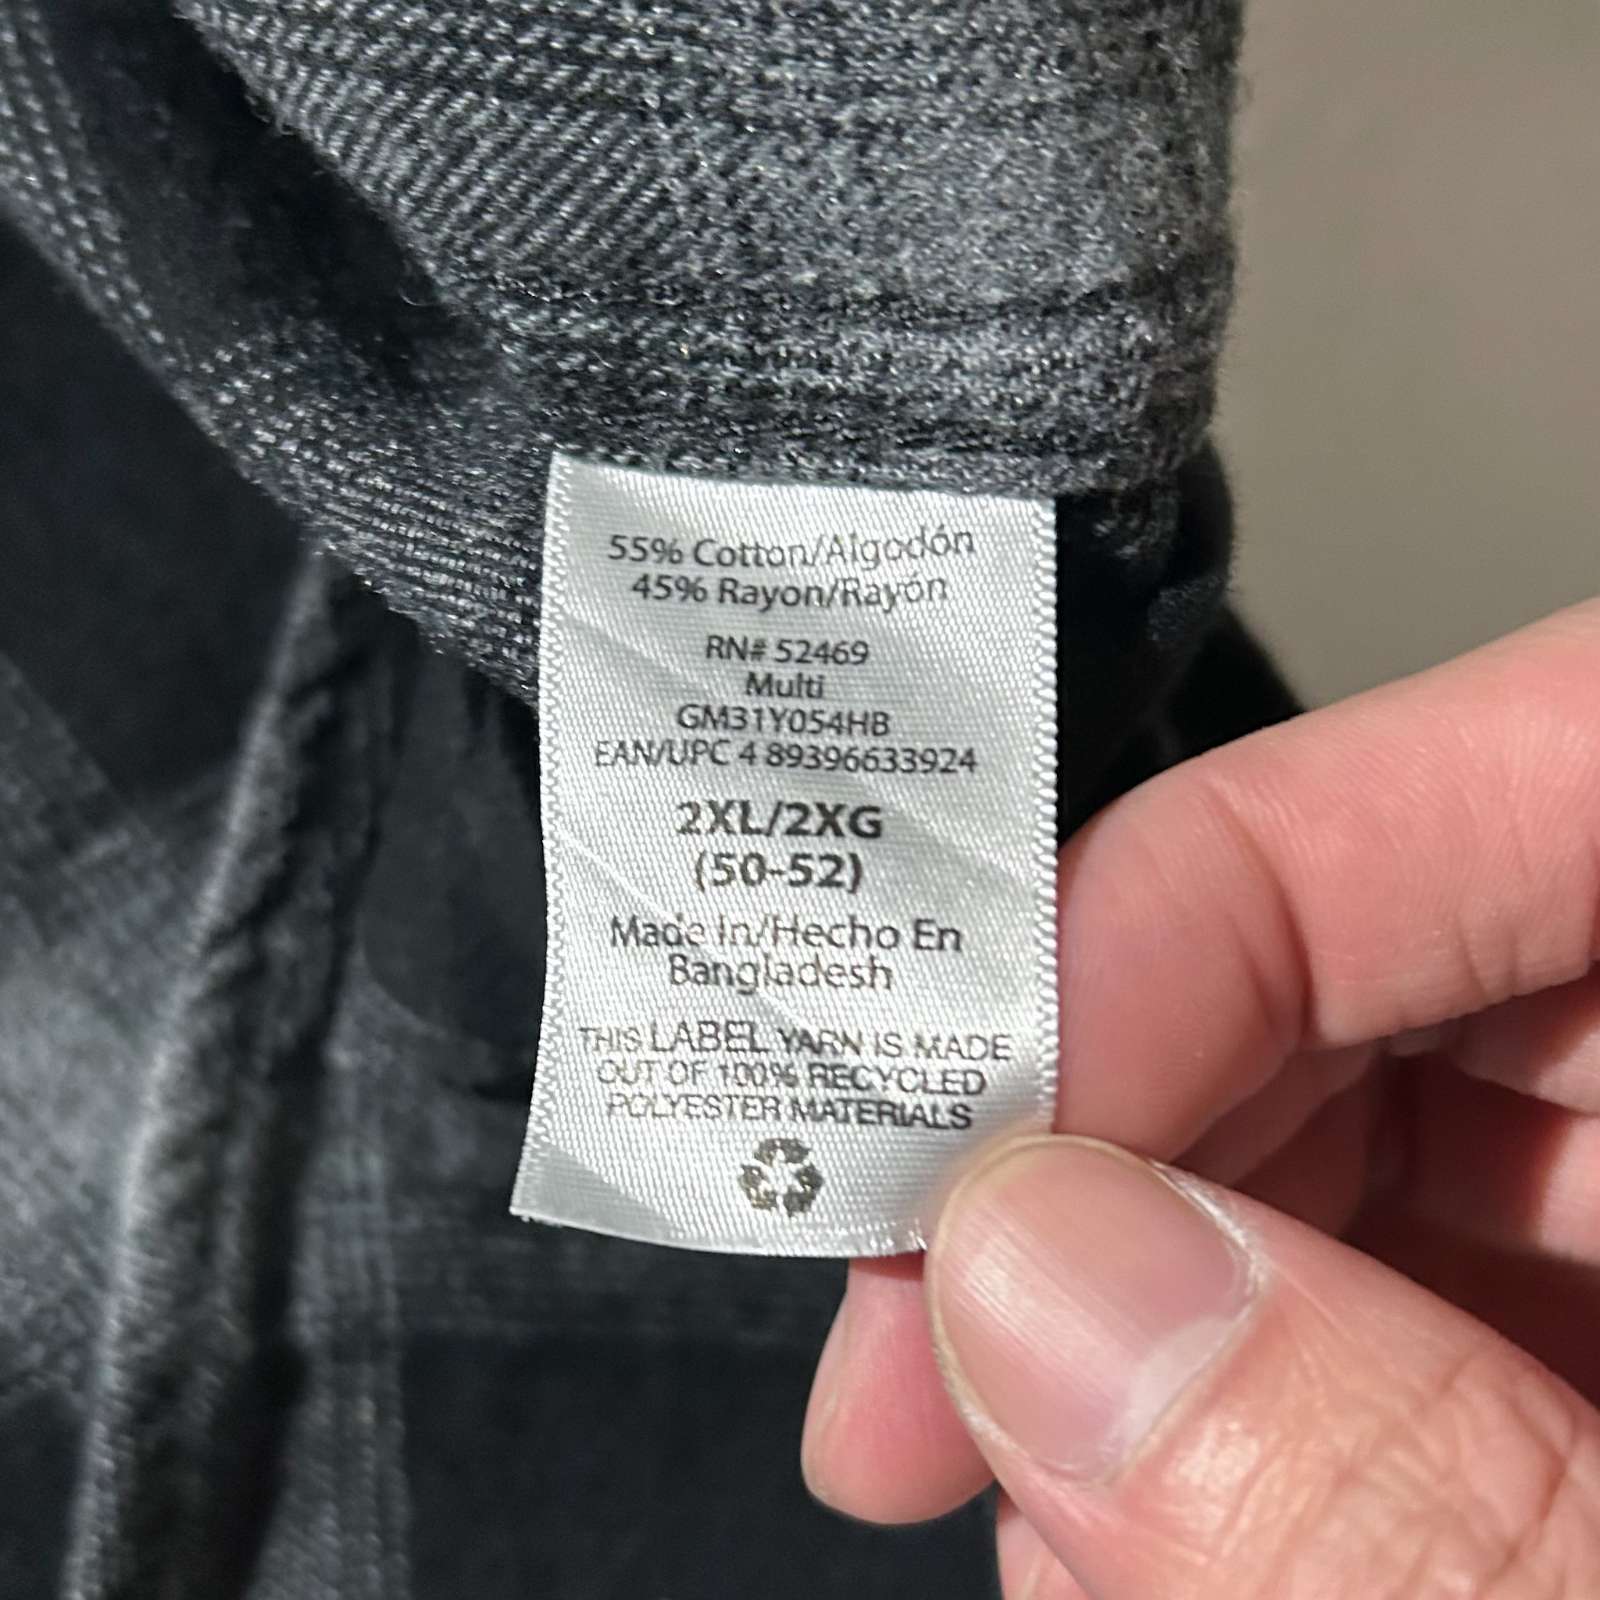 55% Cotton/Algodón
45% Rayon/Rayón
RN# 52469
Multi
GM31Y054HB
EAN/UPC 4 89396633924
2XL/2XG
(50-52)
Made In/Hecho En
Bangladesh
THIS LABEL YARN IS MADE
OUT OF 100% RECYCLED
POLYESTER MATERIALS